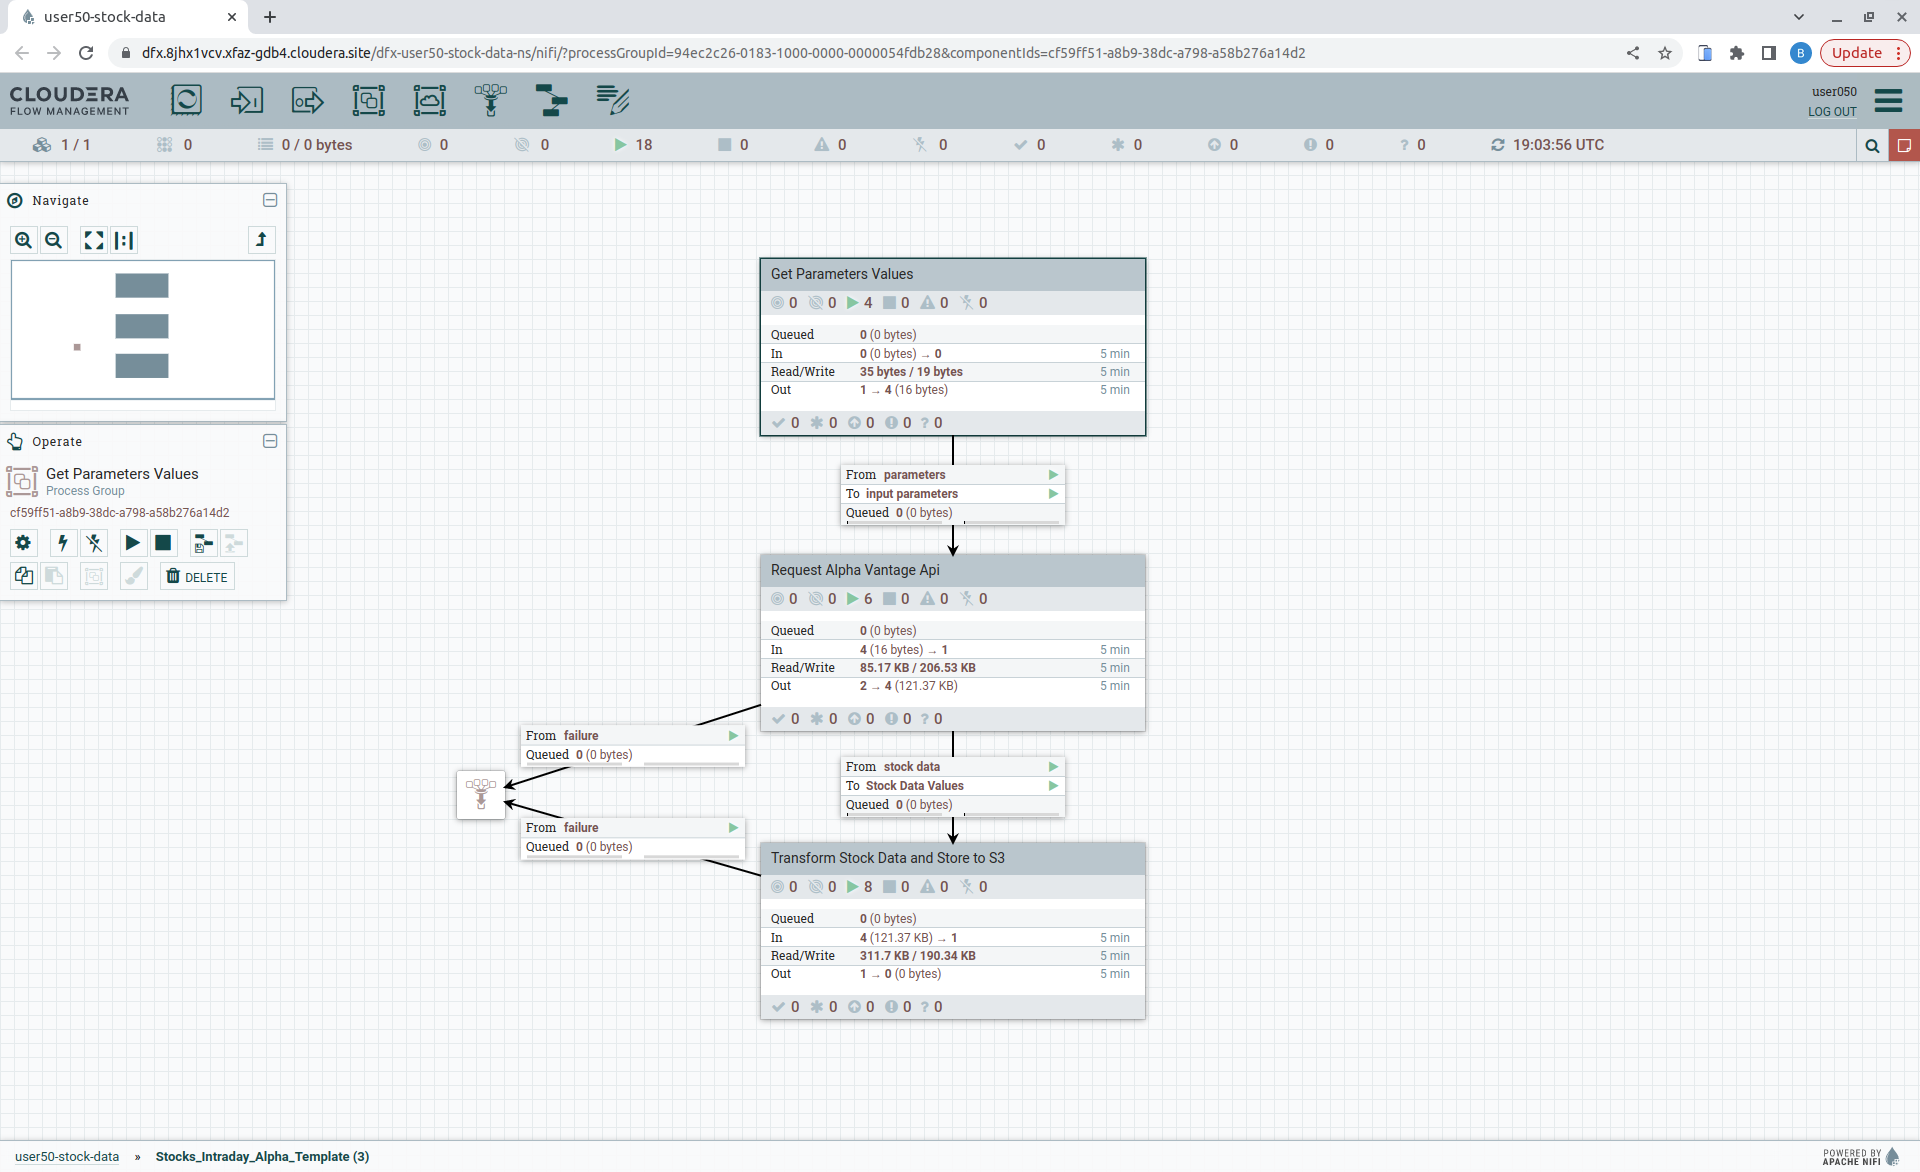 user50-stock-data
dfx.8jhx1vcv.xfaz-gdb4.cloudera.site/dfx-user50-stock-data-ns/nifi/?processGroupId=94ec2c26-0183-1000-0000-0000054fdb28&componentIds=cf59ff51-a8b9-38dc-a798-a58b276a14d2
B
Update
CLOUDERA
FLOW MANAGEMENT
user050
LOG OUT
1 / 1 0 0 / 0 bytes 0 0 18 0 0 0 0 0 0 0 ? 0 19:03:56 UTC
Navigate
Operate
Get Parameters Values
Process Group
cf59ff51-a8b9-38dc-a798-a58b276a14d2
DELETE
Get Parameters Values
0 0 4 0 0 0
Queued 0 (0 bytes)
In 0 (0 bytes) → 0 5 min
Read/Write 35 bytes / 19 bytes 5 min
Out 1 → 4 (16 bytes) 5 min
0 0 0 0 ? 0
From parameters
To input parameters
Queued 0 (0 bytes)
Request Alpha Vantage Api
0 0 6 0 0 0
Queued 0 (0 bytes)
In 4 (16 bytes) → 1 5 min
Read/Write 85.17 KB / 206.53 KB 5 min
Out 2 → 4 (121.37 KB) 5 min
0 0 0 0 ? 0
From failure
Queued 0 (0 bytes)
From stock data
To Stock Data Values
Queued 0 (0 bytes)
From failure
Queued 0 (0 bytes)
Transform Stock Data and Store to S3
0 0 8 0 0 0
Queued 0 (0 bytes)
In 4 (121.37 KB) → 1 5 min
Read/Write 311.7 KB / 190.34 KB 5 min
Out 1 → 0 (0 bytes) 5 min
0 0 0 0 ? 0
user50-stock-data » Stocks_Intraday_Alpha_Template (3)
POWERED BY
APACHE NIFI